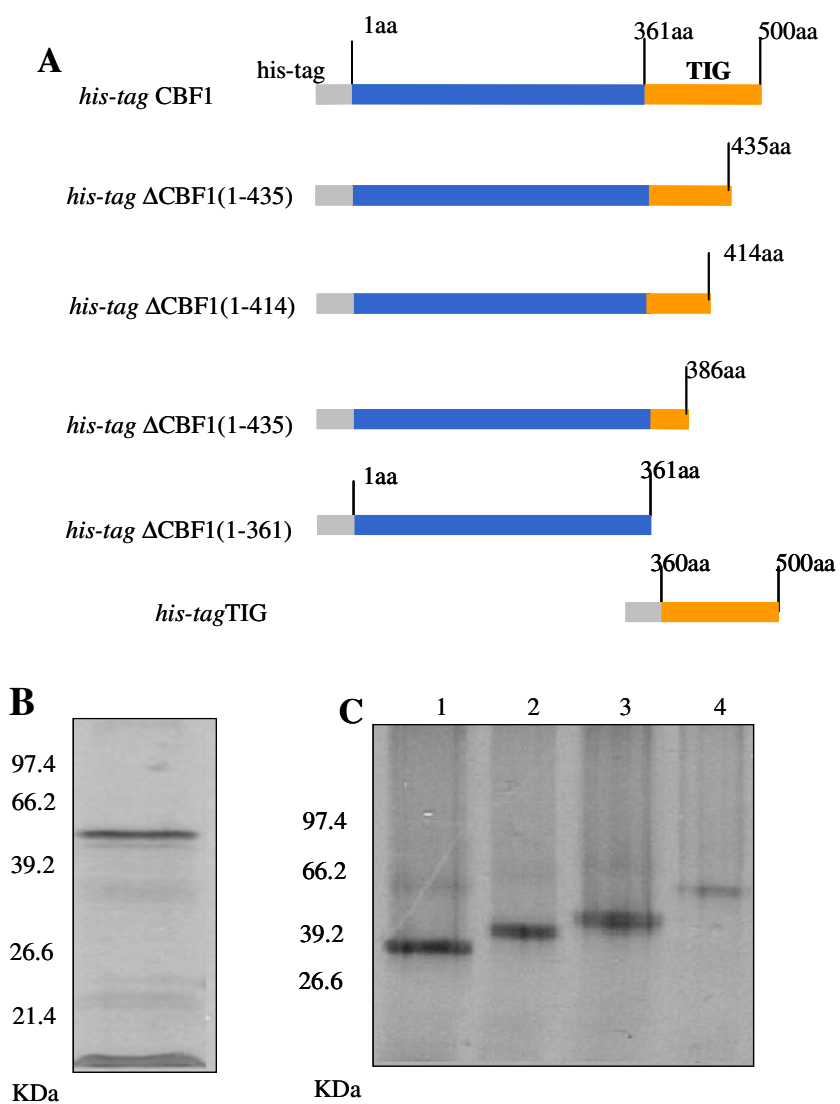 A
1aa
361aa
500aa
his-tag
TIG
his-tag CBF1
435aa
his-tag ΔCBF1(1-435)
414aa
his-tag ΔCBF1(1-414)
386aa
his-tag ΔCBF1(1-435)
1aa
361aa
his-tag ΔCBF1(1-361)
360aa
500aa
his-tagTIG
B
97.4
66.2
39.2
26.6
21.4
KDa
C
1 2 3 4
97.4
66.2
39.2
26.6
KDa